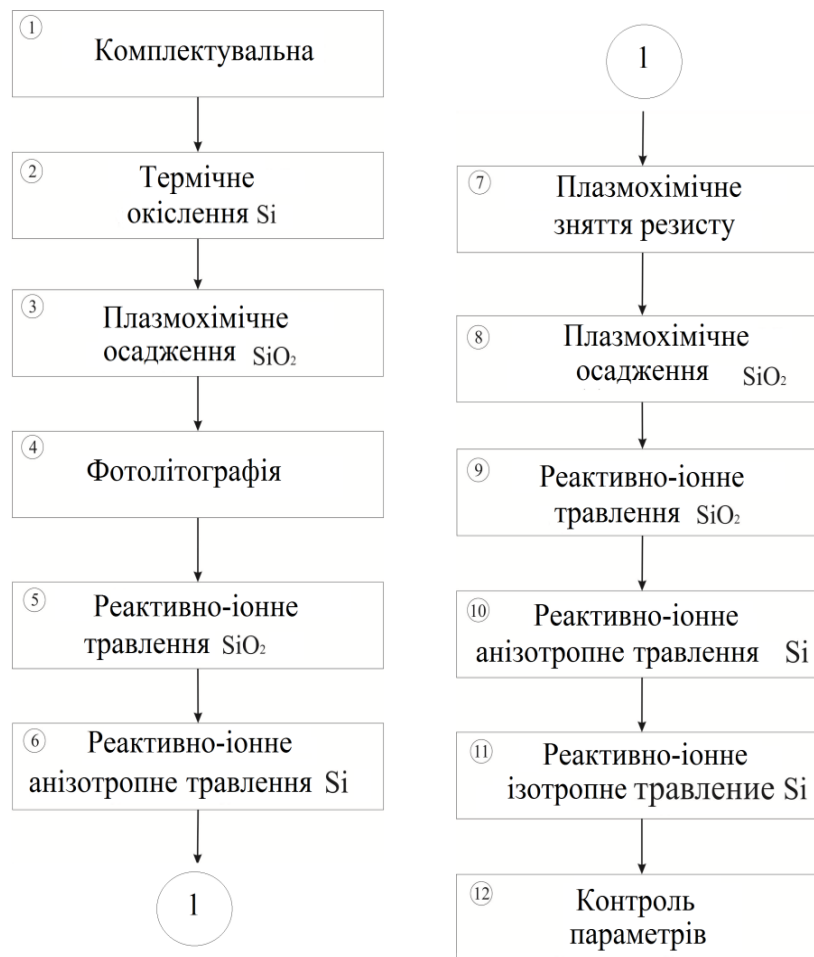 1
Комплектувальна
2
Термічне
окіслення Si
3
Плазмохімічне
осадження SiO₂
4
Фотолітографія
5
Реактивно-іонне
травлення SiO₂
6
Реактивно-іонне
анізотропне травлення Si
1
1
7
Плазмохімічне
зняття резисту
8
Плазмохімічне
осадження SiO₂
9
Реактивно-іонне
травлення SiO₂
10
Реактивно-іонне
анізотропне травлення Si
11
Реактивно-іонне
ізотропне травление Si
12
Контроль
параметрів